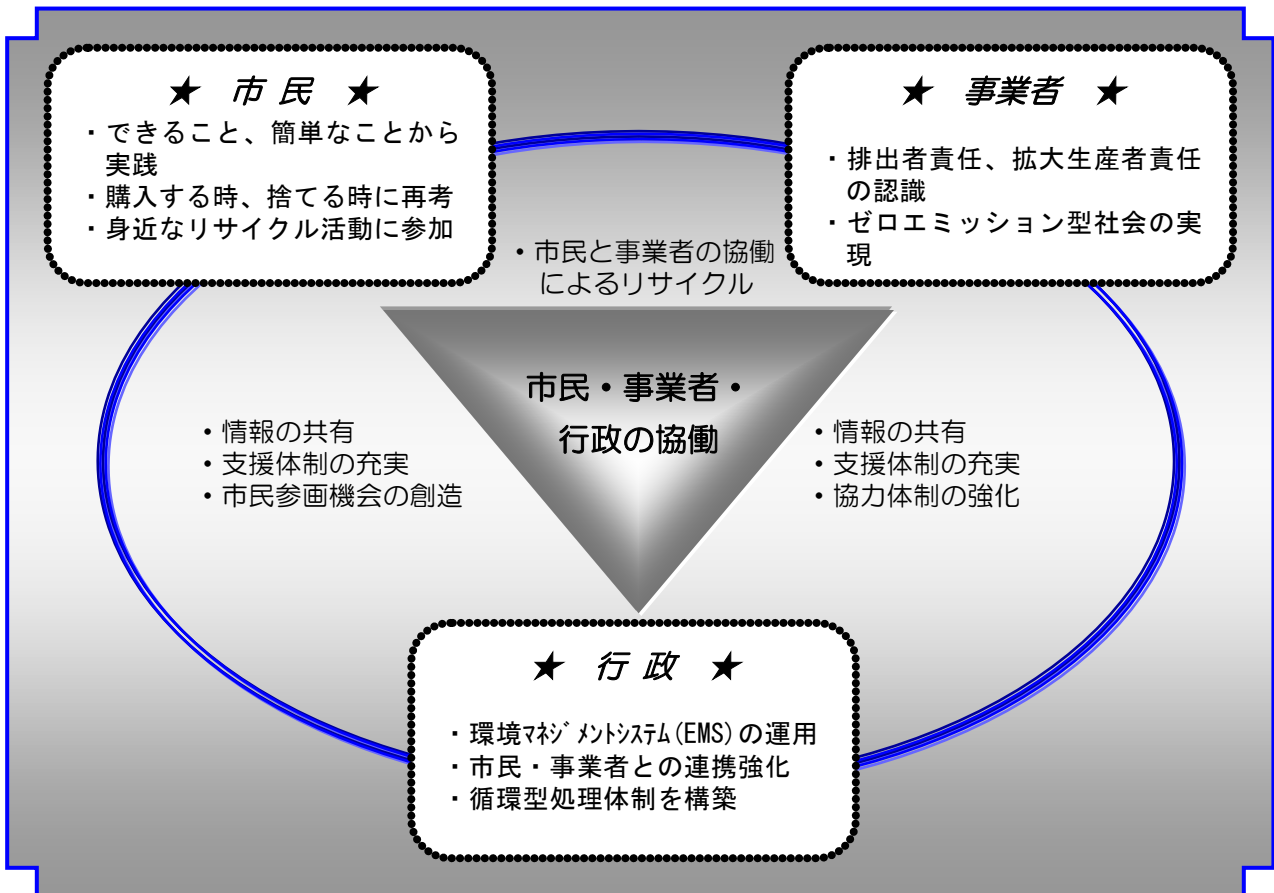 ★ 市民 ★
・できること、簡単なことから
実践
・購入する時、捨てる時に再考
・身近なリサイクル活動に参加
★ 事業者 ★
・排出者責任、拡大生産者責任
の認識
・ゼロエミッション型社会の実
現
・市民と事業者の協働
によるリサイクル
市民・事業者・
行政の協働
・情報の共有
・支援体制の充実
・市民参画機会の創造
・情報の共有
・支援体制の充実
・協力体制の強化
★ 行政 ★
・環境ﾏﾈｼﾞﾒﾝﾄｼｽﾃﾑ(EMS)の運用
・市民・事業者との連携強化
・循環型処理体制を構築